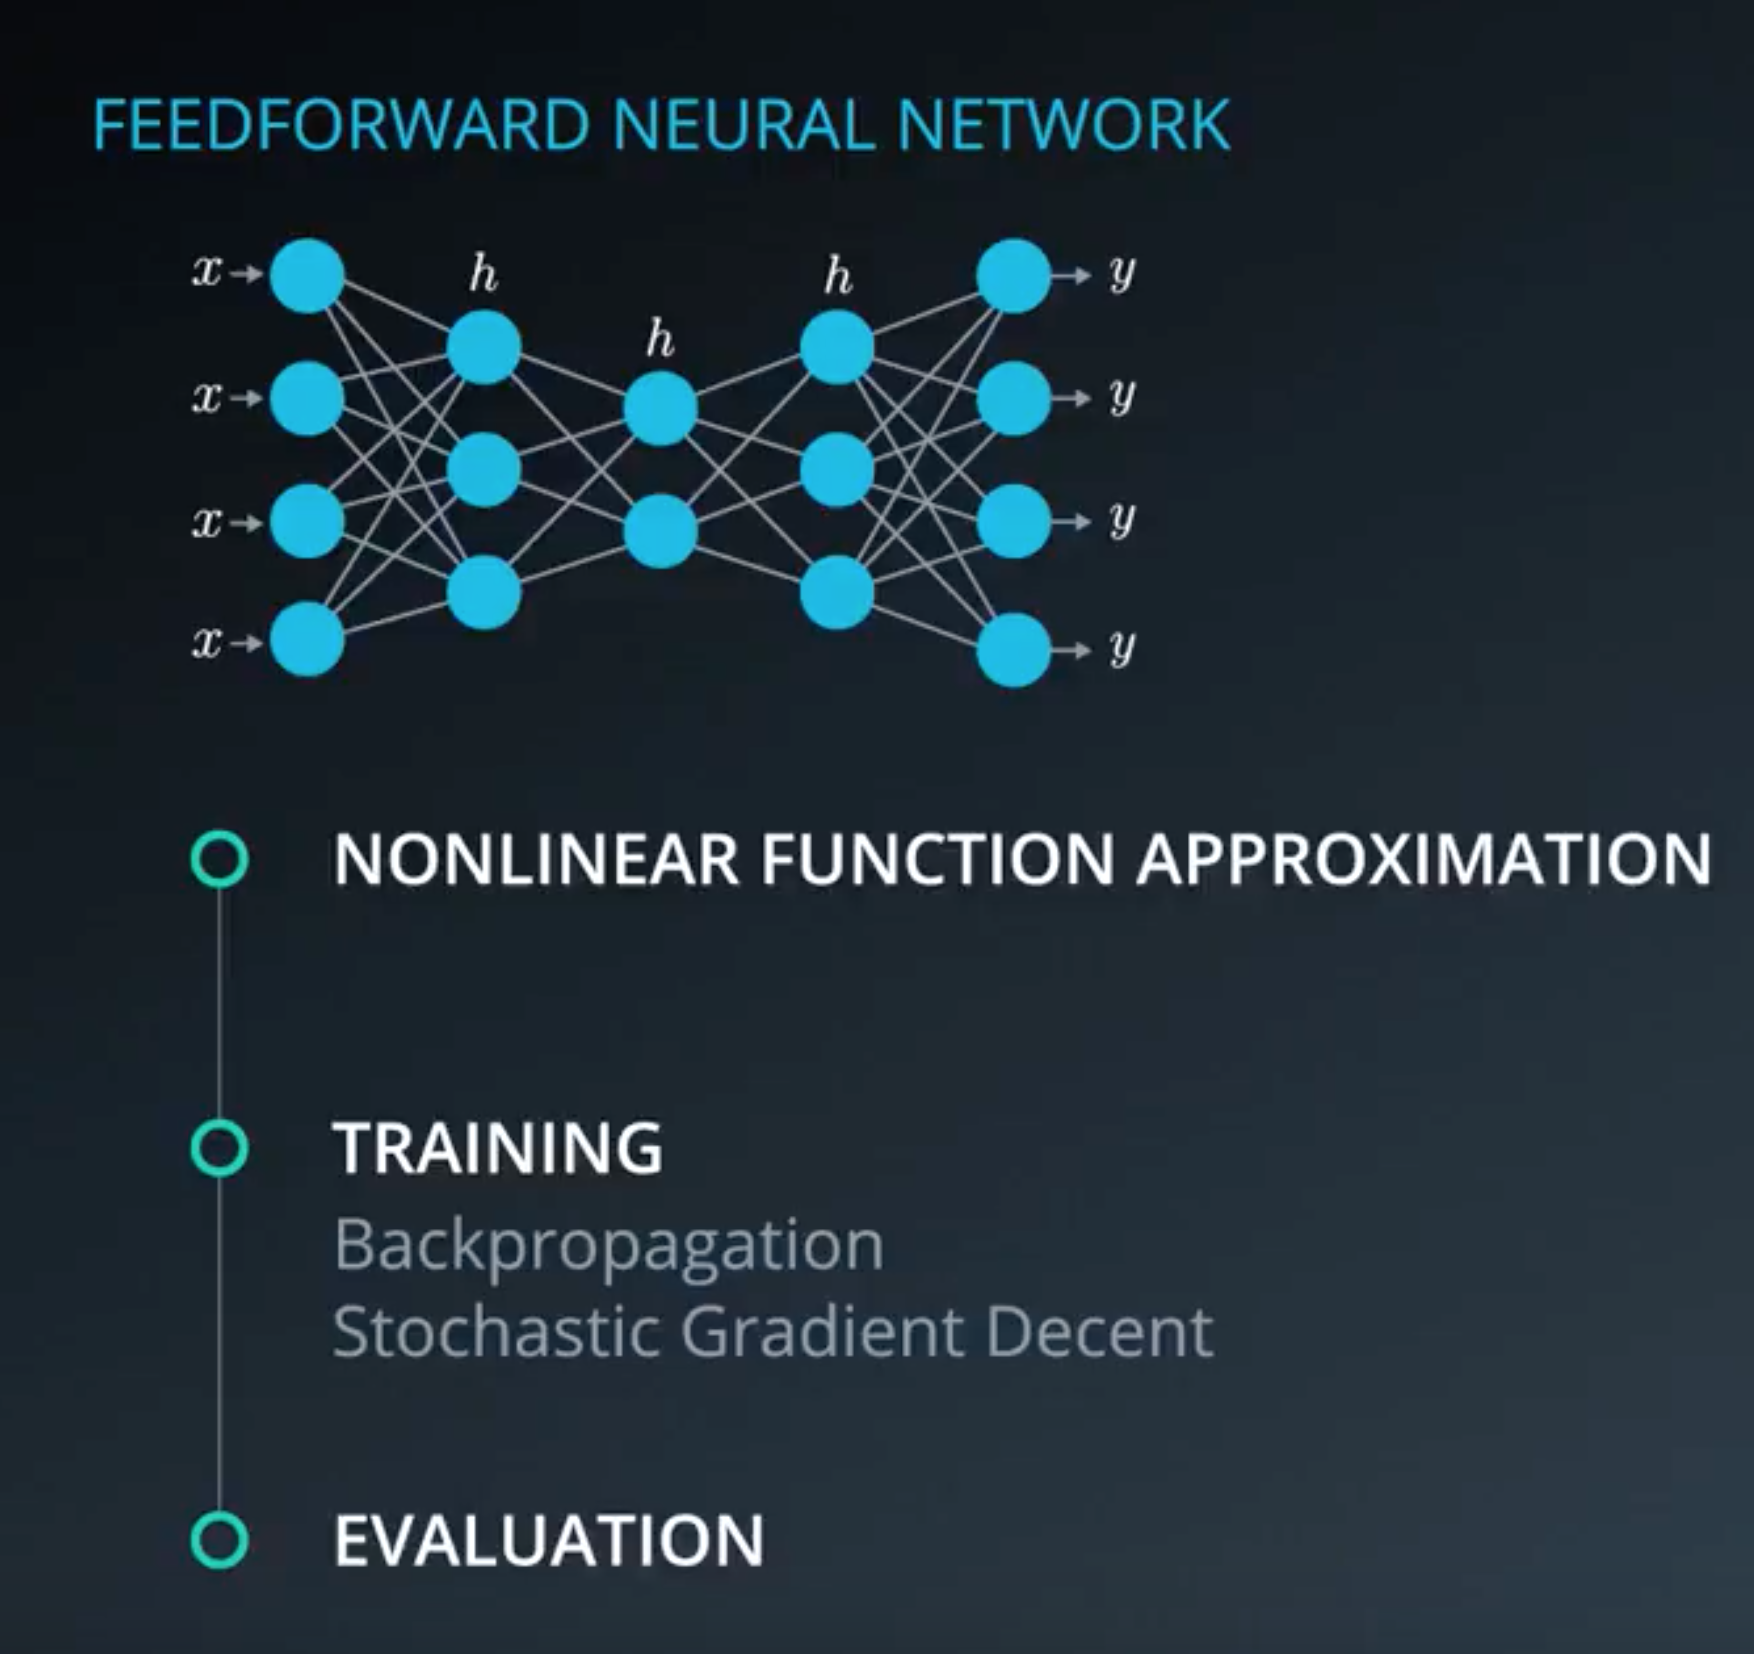 FEEDFORWARD NEURAL NETWORK
x h h y
h
x y
x y
x y
NONLINEAR FUNCTION APPROXIMATION
TRAINING
Backpropagation
Stochastic Gradient Decent
EVALUATION